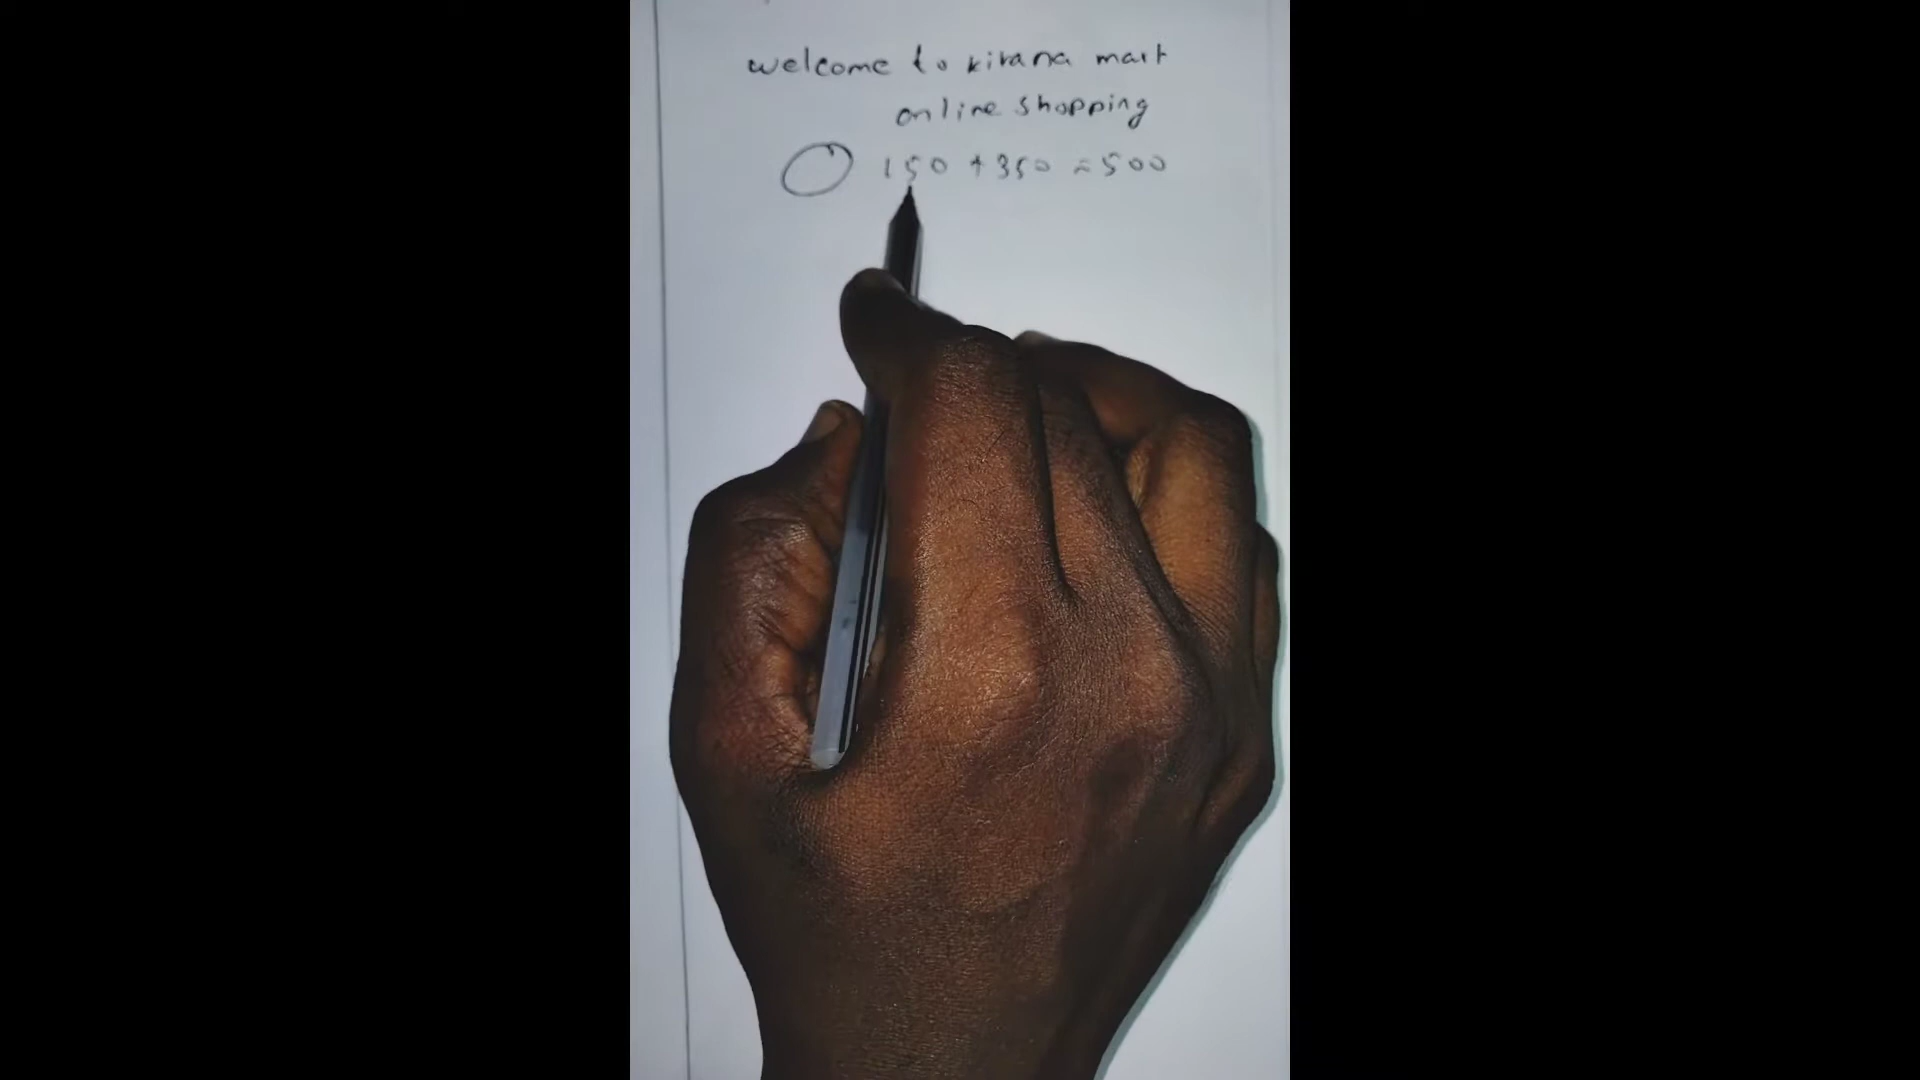 welcome to kirana mart
online shopping
150 + 350 = 500